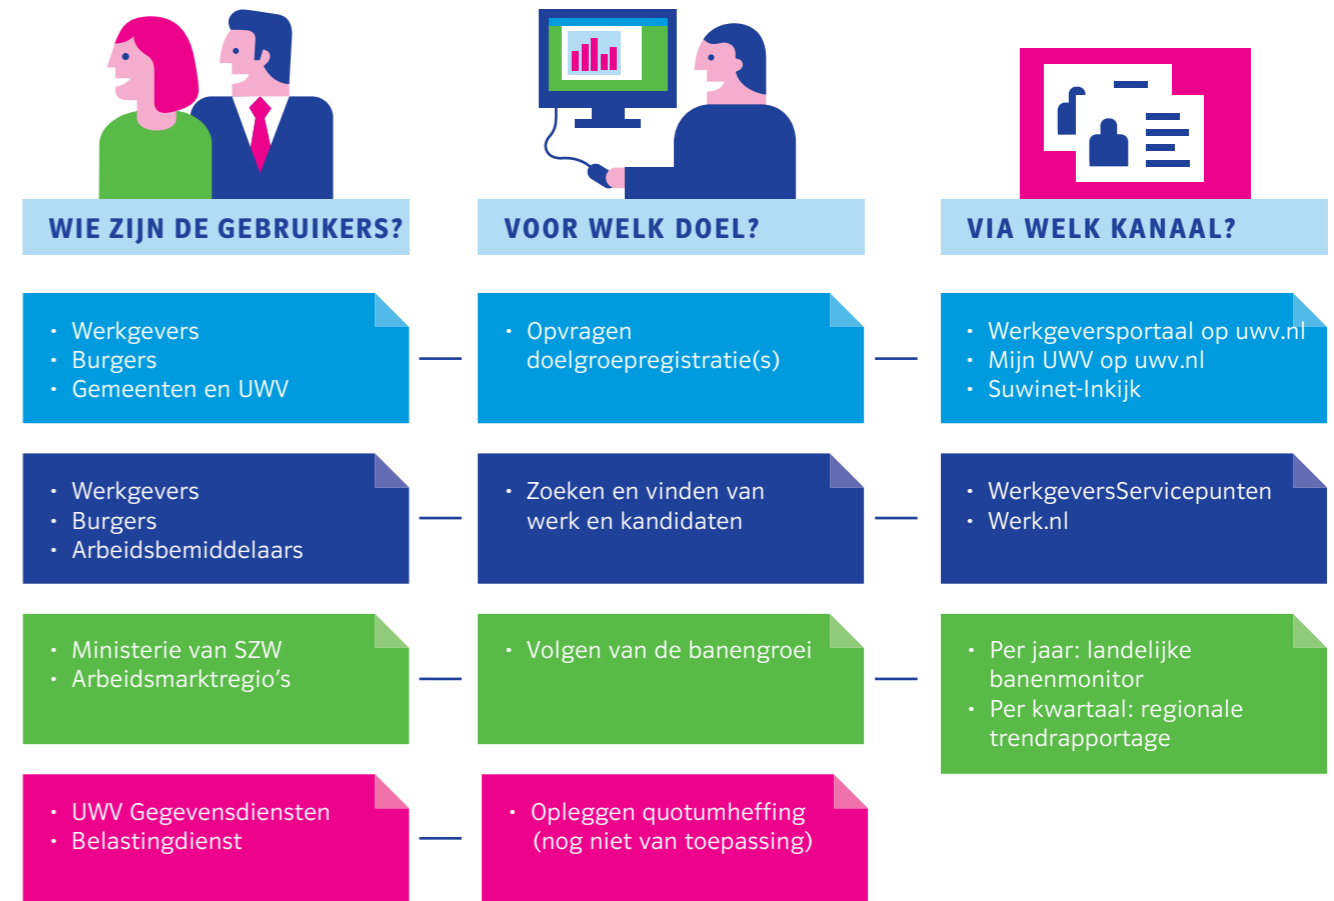 WIE ZIJN DE GEBRUIKERS?
VOOR WELK DOEL?
VIA WELK KANAAL?
• Werkgevers
• Burgers
• Gemeenten en UWV
• Opvragen
doelgroepregistratie(s)
• Werkgeversportaal op uwv.nl
• Mijn UWV op uwv.nl
• Suwinet-Inkijk
• Werkgevers
• Burgers
• Arbeidsbemiddelaars
• Zoeken en vinden van
werk en kandidaten
• WerkgeversServicepunten
• Werk.nl
• Ministerie van SZW
• Arbeidsmarktregio’s
• Volgen van de banengroei
• Per jaar: landelijke
banenmonitor
• Per kwartaal: regionale
trendrapportage
• UWV Gegevensdiensten
• Belastingdienst
• Opleggen quotumheffing
(nog niet van toepassing)